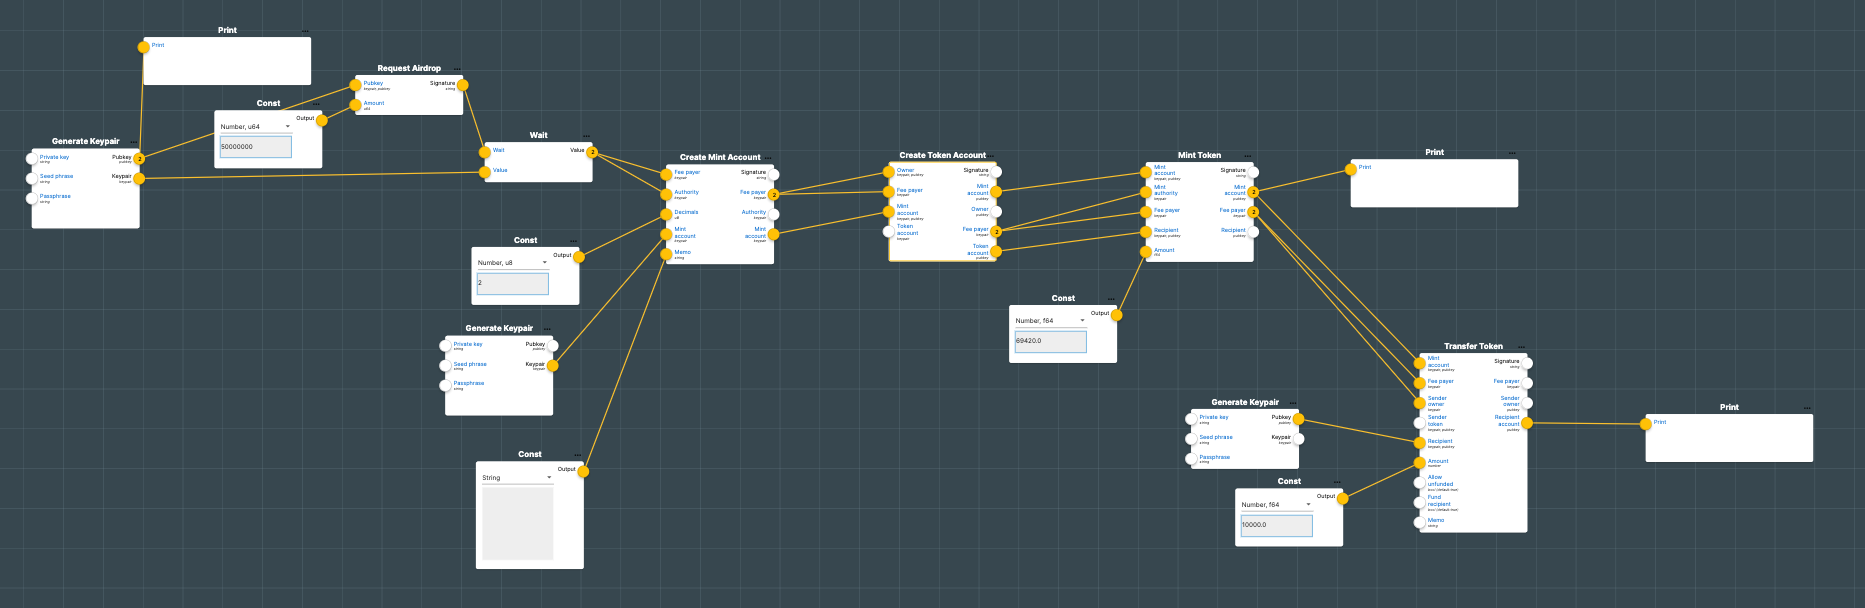 Print
Print
Request Airdrop
Pubkey
keypair, pubkey
Signature
string
Amount
f64
Const
Number, u64
Output
50000000
Generate Keypair
Private key
string
Pubkey
pubkey
Seed phrase
string
Keypair
keypair
Passphrase
string
Wait
Wait
Value
2
Value
Create Mint Account
Fee payer
keypair
Signature
string
Authority
keypair
Fee payer
keypair
2
Decimals
u8
Authority
keypair
Mint
account
keypair
Mint
account
keypair
Memo
string
Const
Number, u8
Output
2
Generate Keypair
Private key
string
Pubkey
pubkey
Seed phrase
string
Keypair
keypair
Passphrase
string
Const
String
Output
Create Token Account
Owner
keypair, pubkey
Signature
string
Fee payer
keypair
Mint
account
pubkey
Mint
account
keypair, pubkey
Owner
pubkey
Token
account
keypair
Fee payer
keypair
2
Token
account
pubkey
Mint Token
Mint
account
keypair, pubkey
Signature
string
Mint
authority
keypair
Mint
account
pubkey
2
Fee payer
keypair
Fee payer
keypair
2
Recipient
keypair, pubkey
Recipient
pubkey
Amount
f64
Const
Number, f64
Output
69420.0
Print
Print
Generate Keypair
Private key
string
Pubkey
pubkey
Seed phrase
string
Keypair
keypair
Passphrase
string
Const
Number, f64
Output
10000.0
Transfer Token
Mint
account
keypair, pubkey
Signature
string
Fee payer
keypair
Fee payer
keypair
Sender
owner
keypair
Sender
owner
pubkey
Sender
token
keypair, pubkey
Recipient
account
pubkey
Recipient
keypair, pubkey
Amount
number
Allow
unfunded
Fund
recipient
Memo
string
Print
Print